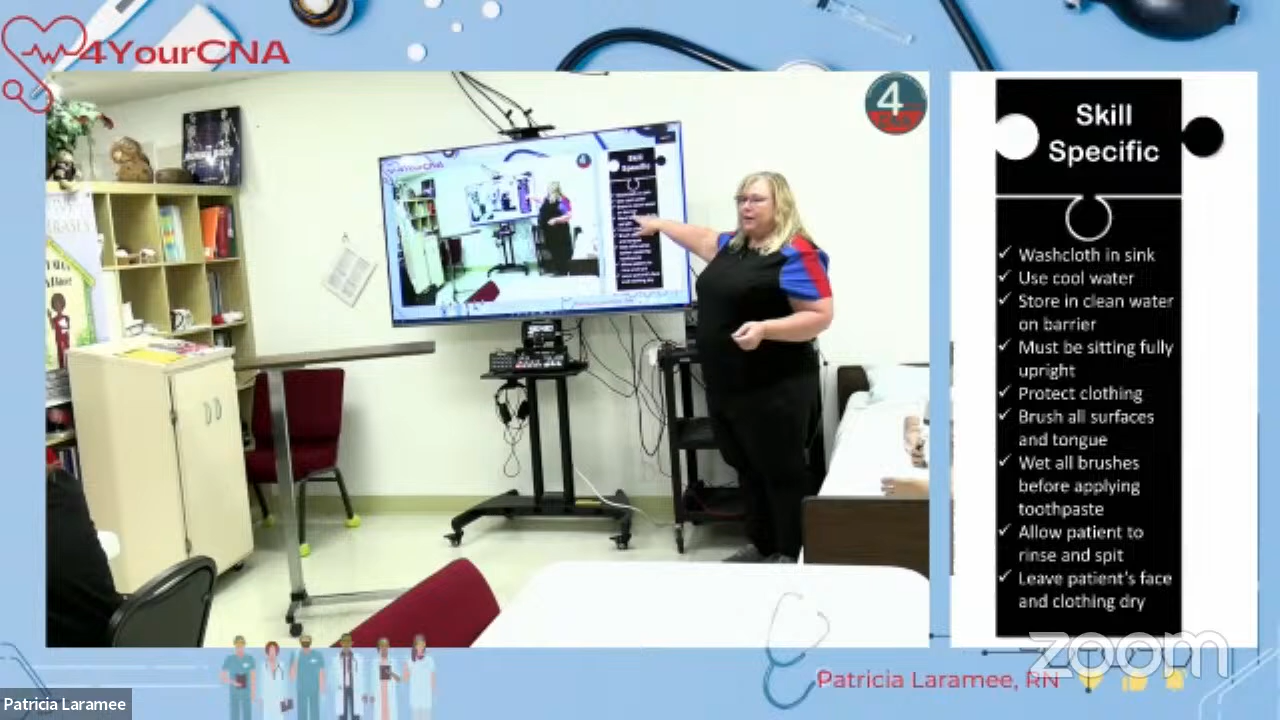 4YourCNA
4
CNA
Skill
Specific
✓ Washcloth in sink
✓ Use cool water
✓ Store in clean water
on barrier
✓ Must be sitting fully
upright
✓ Protect clothing
✓ Brush all surfaces
and tongue
✓ Wet all brushes
before applying
toothpaste
✓ Allow patient to
rinse and spit
✓ Leave patient's face
and clothing dry
zoom
Patricia Laramee, RN
Patricia Laramee